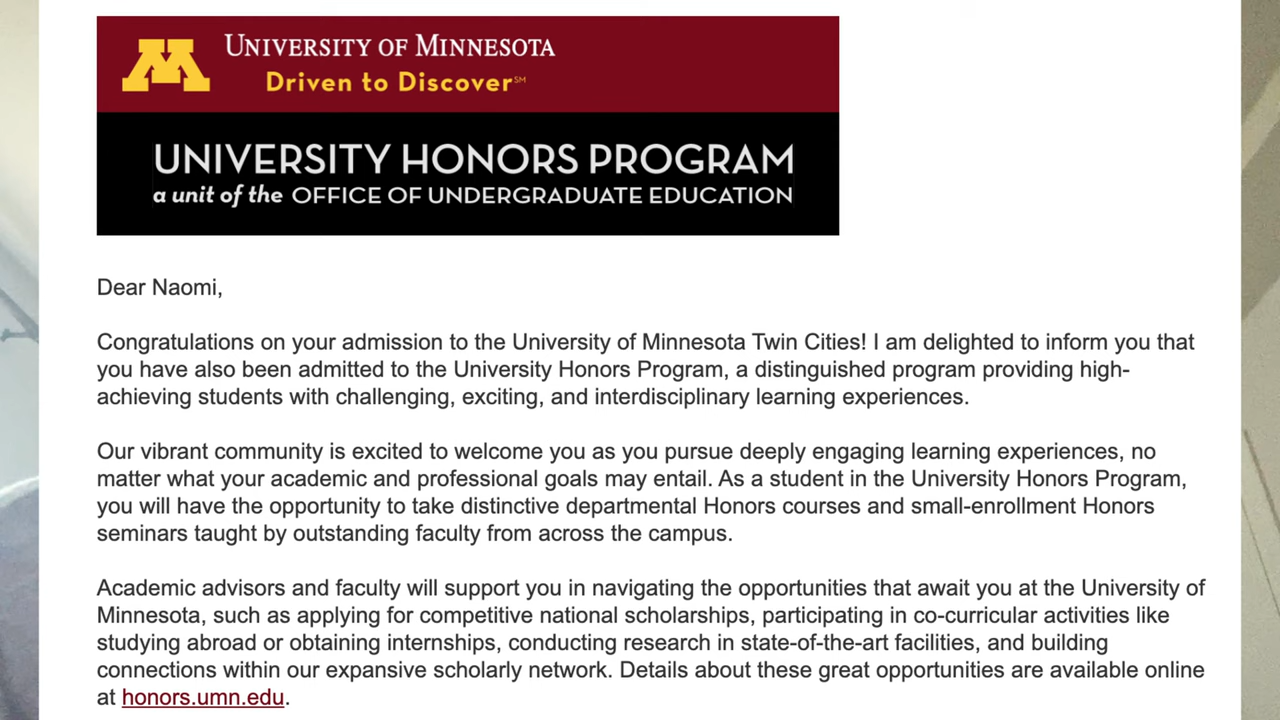 UNIVERSITY OF MINNESOTA
Driven to Discover℠
UNIVERSITY HONORS PROGRAM
a unit of the OFFICE OF UNDERGRADUATE EDUCATION
Dear Naomi,
Congratulations on your admission to the University of Minnesota Twin Cities! I am delighted to inform you that
you have also been admitted to the University Honors Program, a distinguished program providing high-
achieving students with challenging, exciting, and interdisciplinary learning experiences.
Our vibrant community is excited to welcome you as you pursue deeply engaging learning experiences, no
matter what your academic and professional goals may entail. As a student in the University Honors Program,
you will have the opportunity to take distinctive departmental Honors courses and small-enrollment Honors
seminars taught by outstanding faculty from across the campus.
Academic advisors and faculty will support you in navigating the opportunities that await you at the University of
Minnesota, such as applying for competitive national scholarships, participating in co-curricular activities like
studying abroad or obtaining internships, conducting research in state-of-the-art facilities, and building
connections within our expansive scholarly network. Details about these great opportunities are available online
at honors.umn.edu.